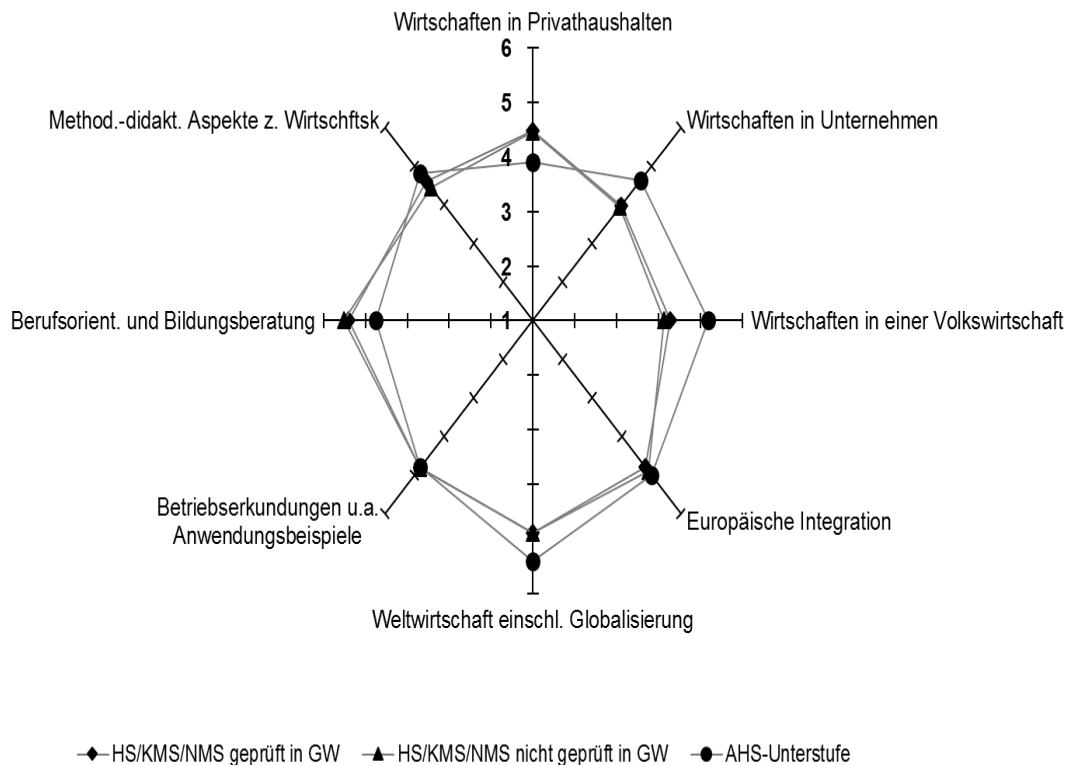 Wirtschaften in Privathaushalten
6
5
4
3
2
1
Method.-didakt. Aspekte z. Wirtschftsk
Wirtschaften in Unternehmen
Berufsorient. und Bildungsberatung
Wirtschaften in einer Volkswirtschaft
Betriebserkundungen u.a.
Anwendungsbeispiele
Europäische Integration
Weltwirtschaft einschl. Globalisierung
HS/KMS/NMS geprüft in GW
HS/KMS/NMS nicht geprüft in GW
AHS-Unterstufe